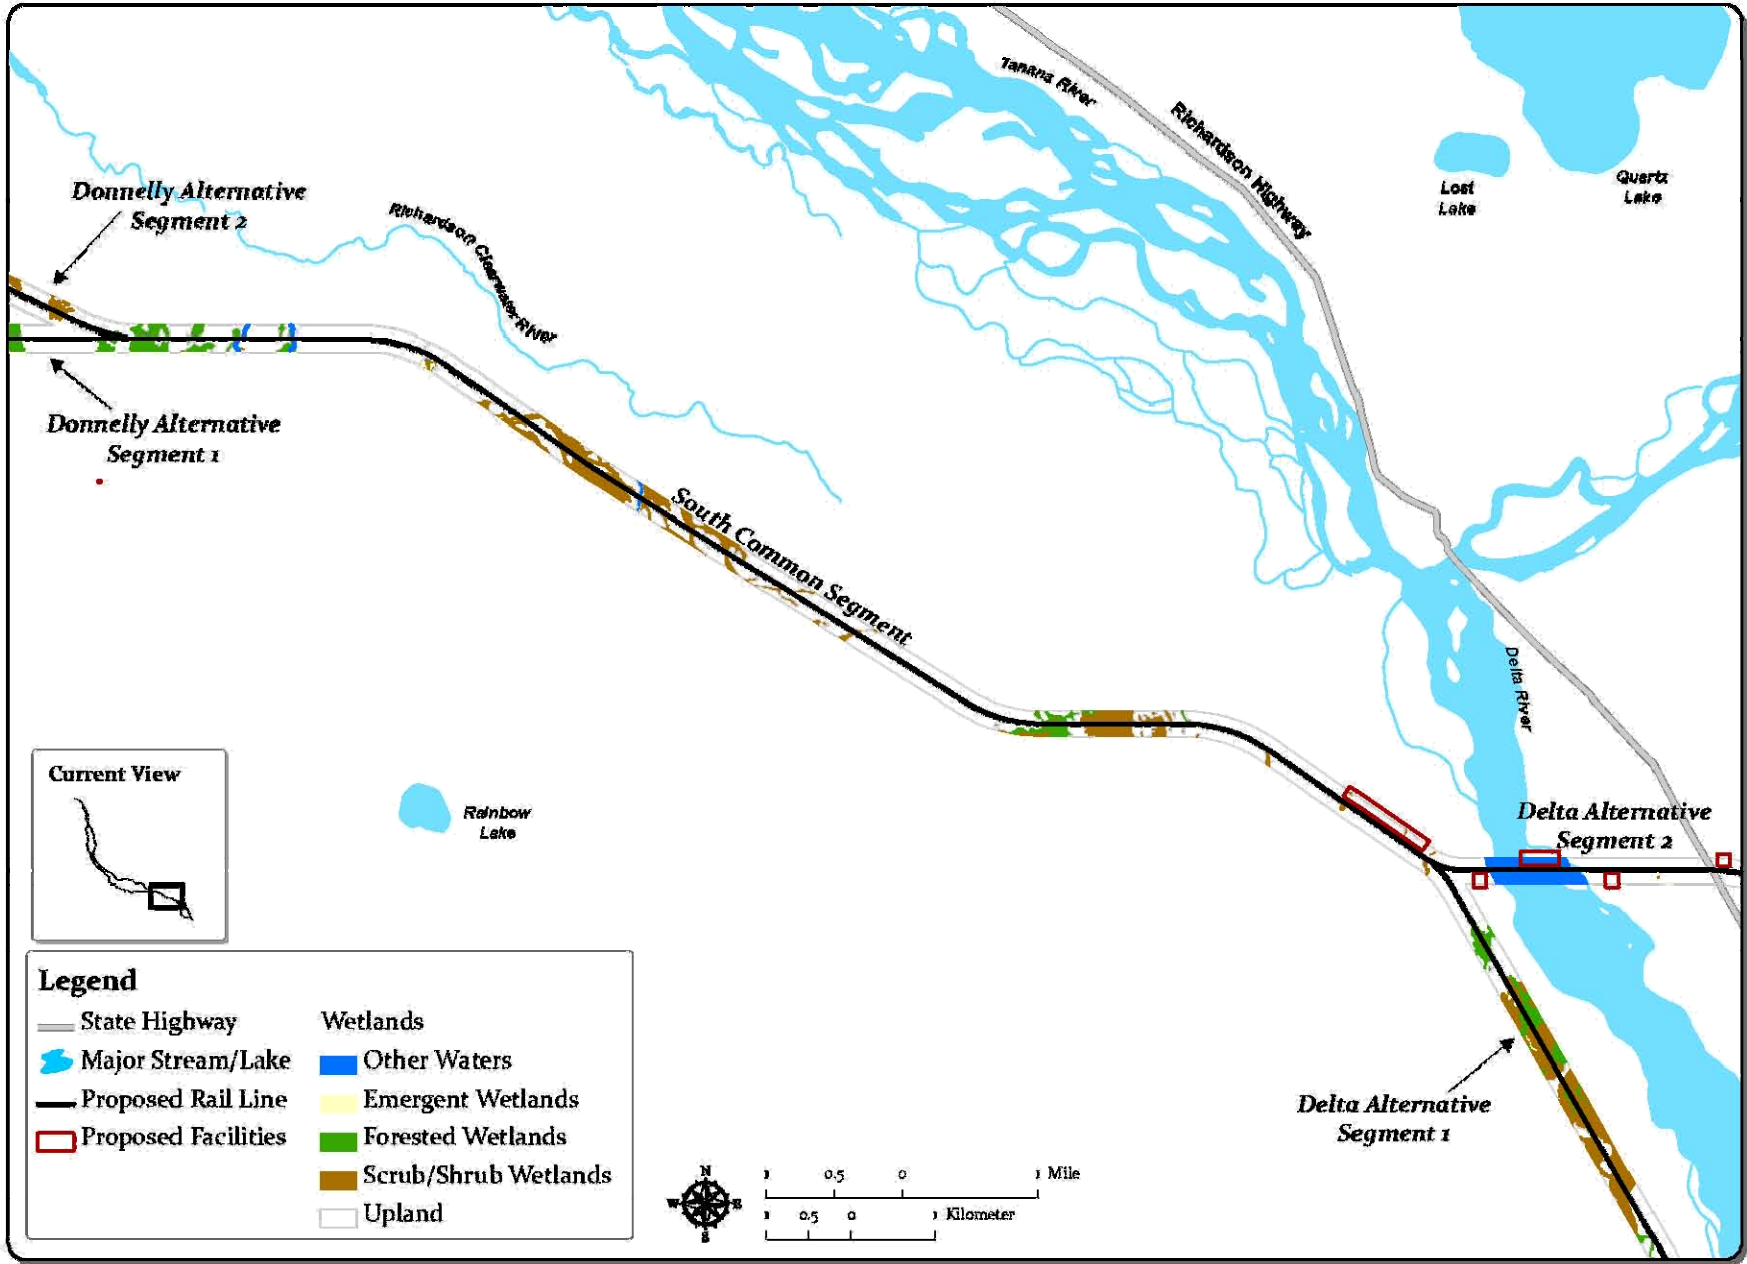 Tanana River
Richardson Highway
Lost
Lake
Quartz
Lake
Donnelly Alternative
Segment 2
Richardson Clearwater River
Donnelly Alternative
Segment 1
South Common Segment
Delta River
Current View
Rainbow
Lake
Delta Alternative
Segment 2
Legend
State Highway
Major Stream/Lake
Proposed Rail Line
Proposed Facilities
Wetlands
Other Waters
Emergent Wetlands
Forested Wetlands
Scrub/Shrub Wetlands
Upland
Delta Alternative
Segment 1
N
W E
S
1 0.5 0 1 Mile
1 0.5 0 1 Kilometer